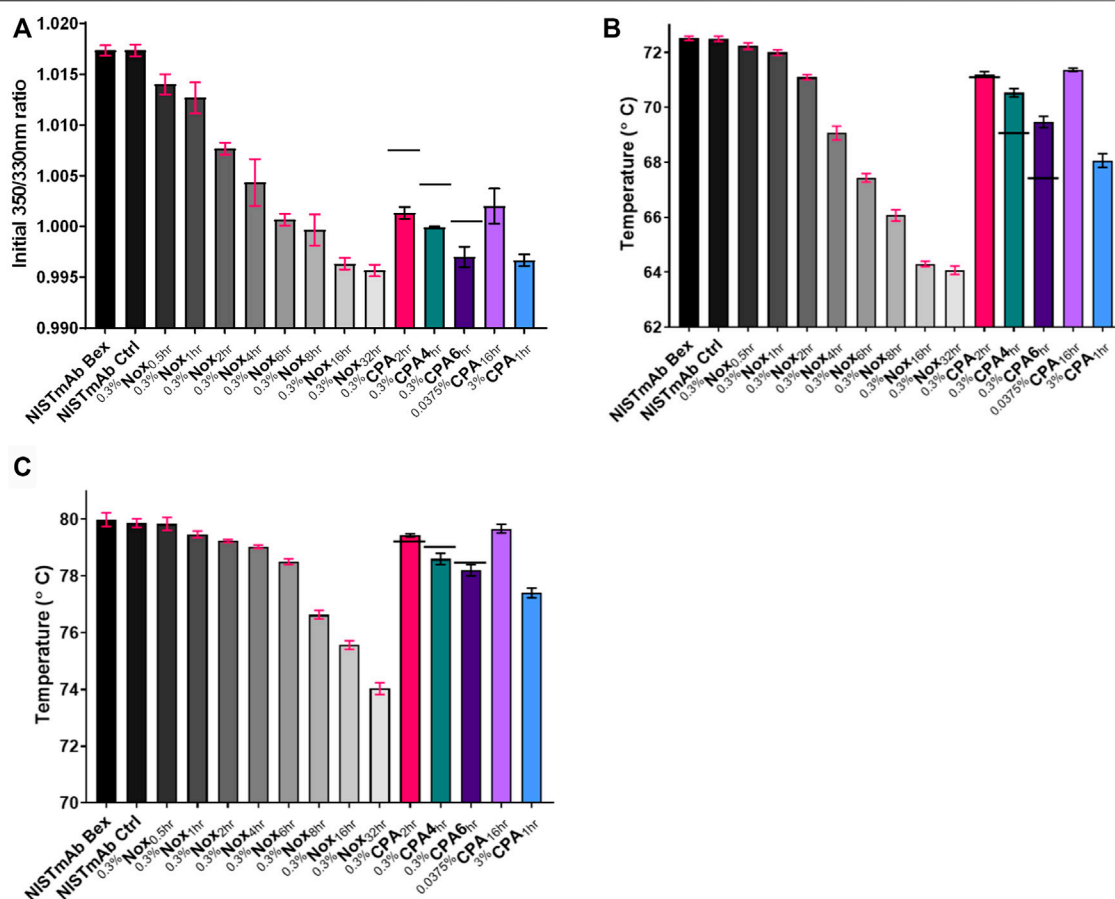 A
Initial 350/330nm ratio
1.020
1.015
1.010
1.005
1.000
0.995
0.990
NISTmAb Bex
NISTmAb Ctrl
0.3%Nox0.5hr
0.3%Nox1hr
0.3%Nox2hr
0.3%Nox4hr
0.3%Nox6hr
0.3%Nox8hr
0.3%Nox16hr
0.3%Nox32hr
0.3%CPA2hr
0.3%CPA4hr
0.3%CPA6hr
0.0375%CPA16hr
3%CPA1hr
B
Temperature (° C)
72
70
68
66
64
62
NISTmAb Bex
NISTmAb Ctrl
0.3%Nox0.5hr
0.3%Nox1hr
0.3%Nox2hr
0.3%Nox4hr
0.3%Nox6hr
0.3%Nox8hr
0.3%Nox16hr
0.3%Nox32hr
0.3%CPA2hr
0.3%CPA4hr
0.3%CPA6hr
0.0375%CPA16hr
3%CPA1hr
C
Temperature (° C)
80
78
76
74
72
70
NISTmAb Bex
NISTmAb Ctrl
0.3%Nox0.5hr
0.3%Nox1hr
0.3%Nox2hr
0.3%Nox4hr
0.3%Nox6hr
0.3%Nox8hr
0.3%Nox16hr
0.3%Nox32hr
0.3%CPA2hr
0.3%CPA4hr
0.3%CPA6hr
0.0375%CPA16hr
3%CPA1hr